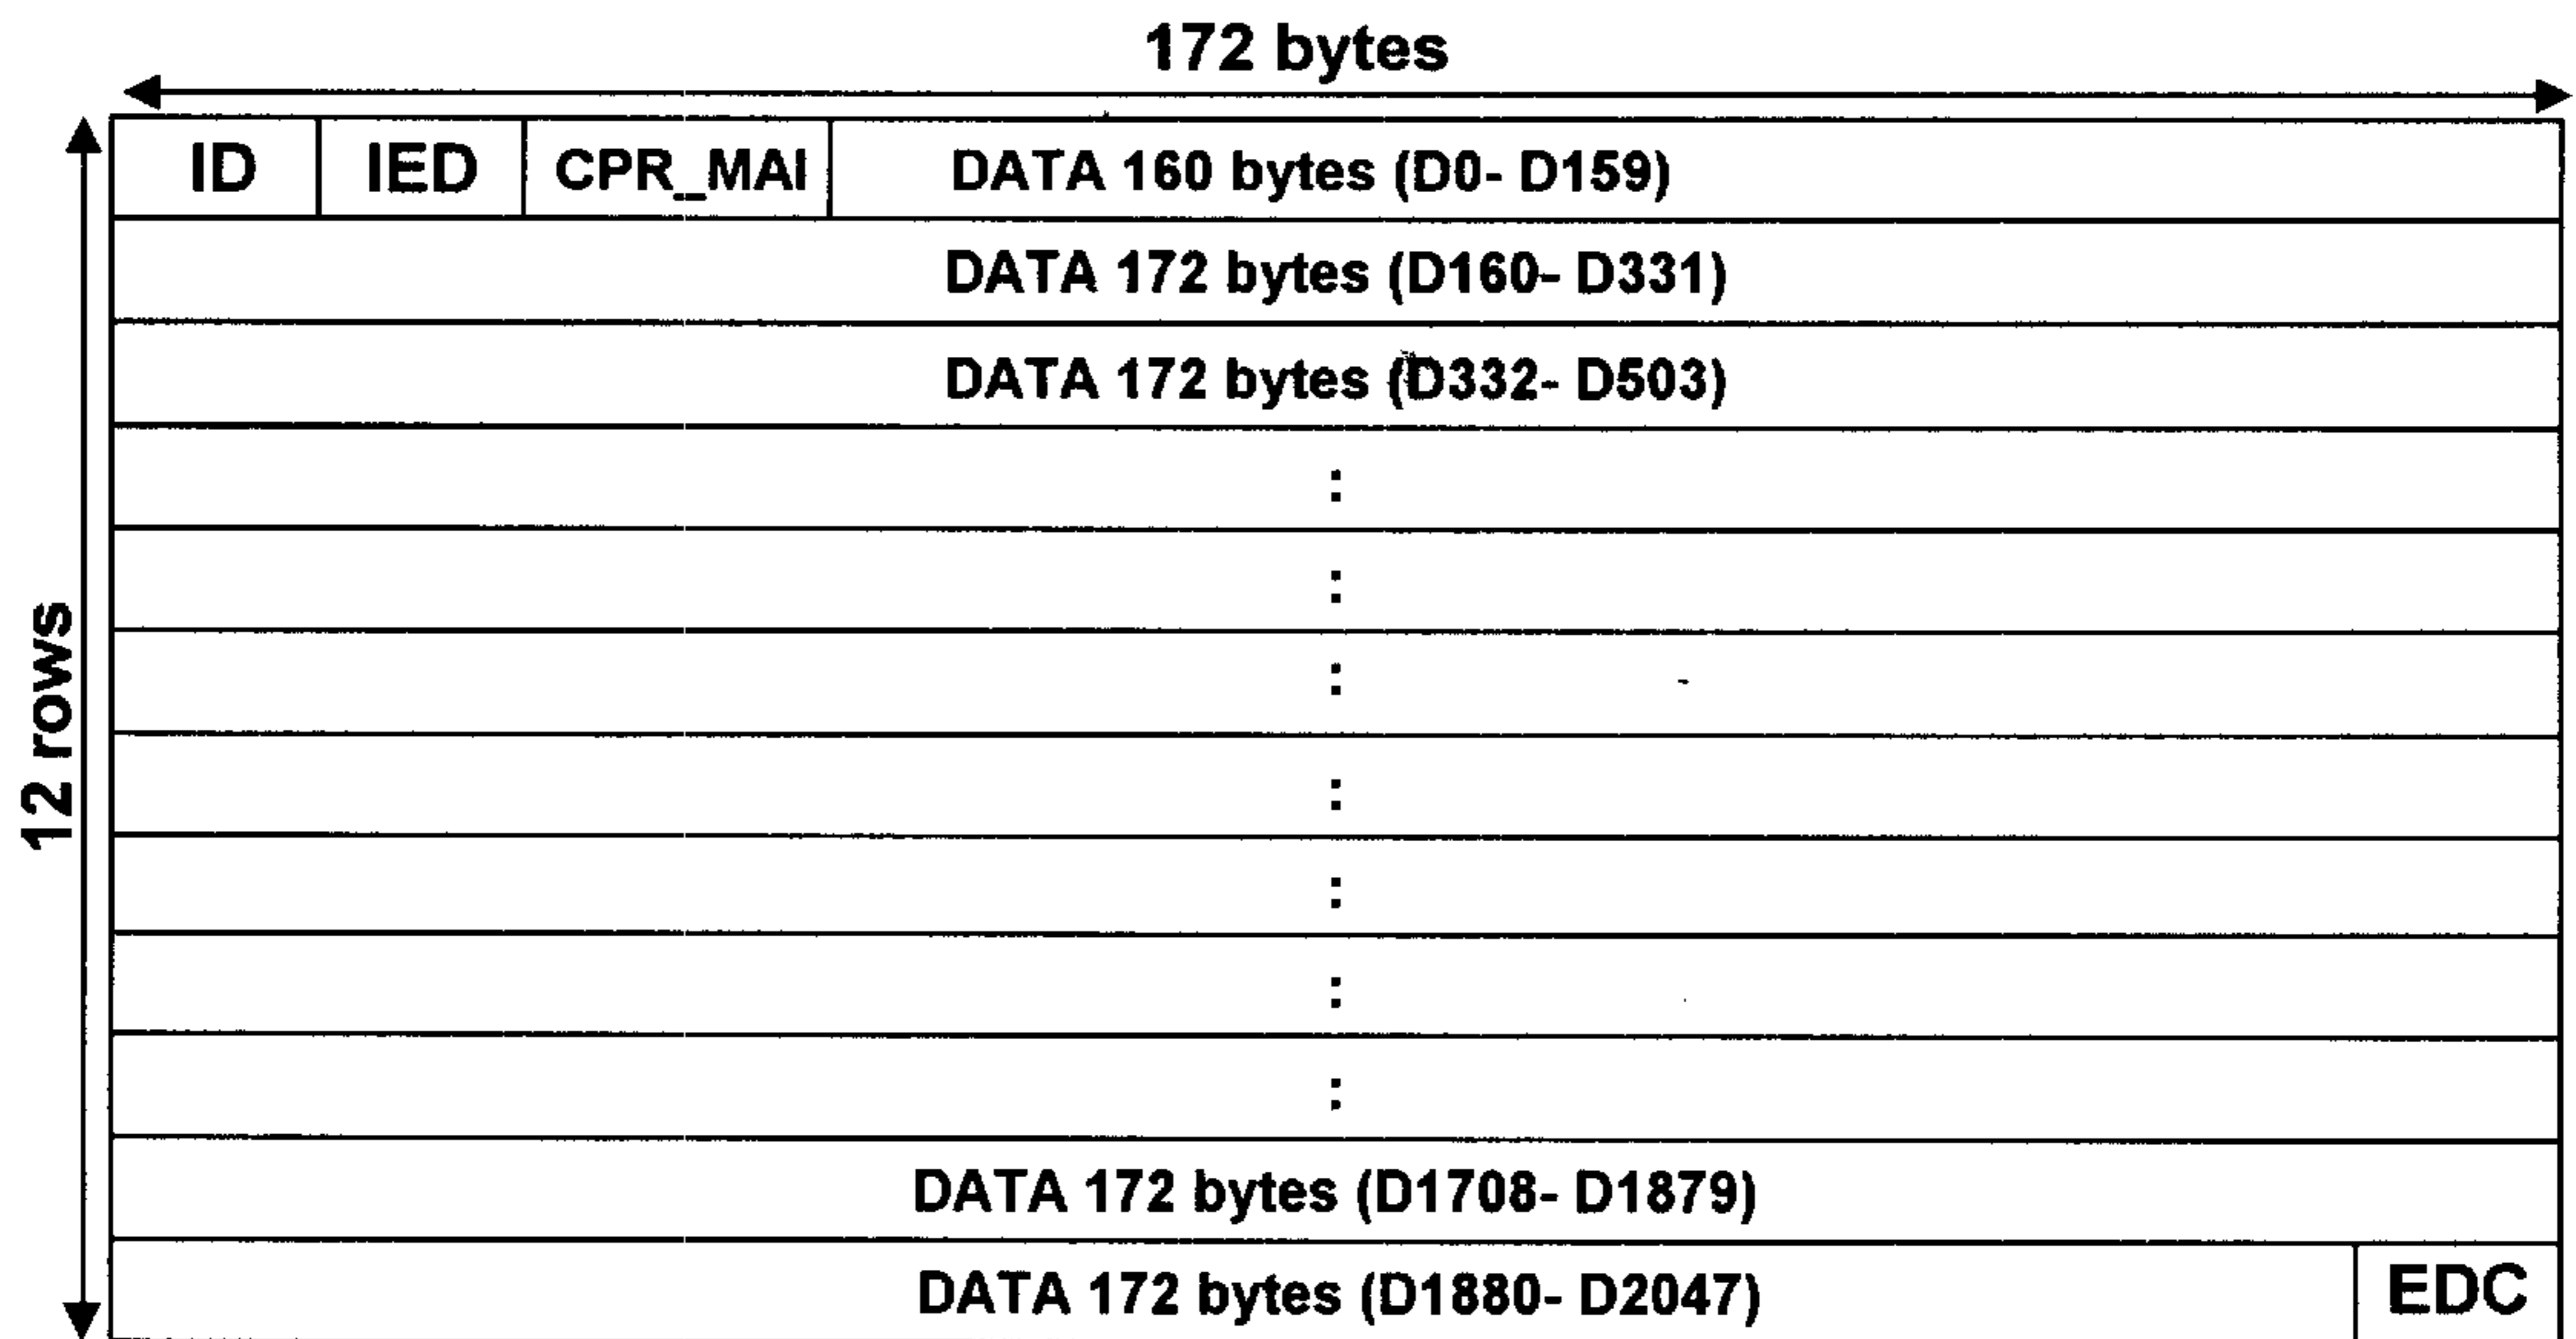 172 bytes
ID IED CPR_MAI DATA 160 bytes (D0- D159)
DATA 172 bytes (D160- D331)
DATA 172 bytes (D332- D503)
:
:
:
:
:
:
:
12 rows
DATA 172 bytes (D1708- D1879)
DATA 172 bytes (D1880- D2047) EDC